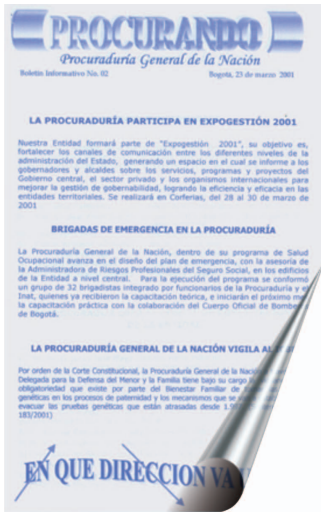 PROCURANDO
Procuraduría General de la Nación
Boletín Informativo No. 02 Bogotá, 23 de marzo 2001
LA PROCURADURÍA PARTICIPA EN EXPOGESTIÓN 2001
Nuestra Entidad formará parte de "Expogestión 2001", su objetivo es,
fortalecer los canales de comunicación entre los diferentes niveles de la
administración del Estado, generando un espacio en el cual se informe a los
gobernadores y alcaldes sobre los servicios, programas y proyectos del
Gobierno central, el sector privado y los organismos internacionales para
mejorar la gestión de gobernabilidad, logrando la eficiencia y eficacia en las
entidades territoriales. Se realizará en Corferias, del 28 al 30 de marzo de
2001
BRIGADAS DE EMERGENCIA EN LA PROCURADURÍA
La Procuraduría General de la Nación, dentro de su programa de Salud
Ocupacional avanza en el diseño del plan de emergencia, con la asesoría de
la Administradora de Riesgos Profesionales del Seguro Social, en los edificios
de la Entidad a nivel central. Para la ejecución del programa se conformó
un grupo de 32 brigadistas integrado por funcionarios de la Procuraduría y el
Inat, quienes ya recibieron la capacitación teórica, e iniciarán el próximo
la capacitación práctica con la colaboración del Cuerpo Oficial de
de Bogotá.
LA PROCURADURÍA GENERAL DE LA NACIÓN VIGILA
Por orden de la Corte Constitucional, la Procuraduría General de la
Delegada para la Defensa del Menor y la Familia tiene bajo su cargo
obligatoriedad que existe por parte del Bienestar Familiar de
genéticas en los procesos de paternidad y los mecanismos que se
evacuar las pruebas genéticas que están atrasadas desde
183/2001)
EN QUE DIRECCION VA